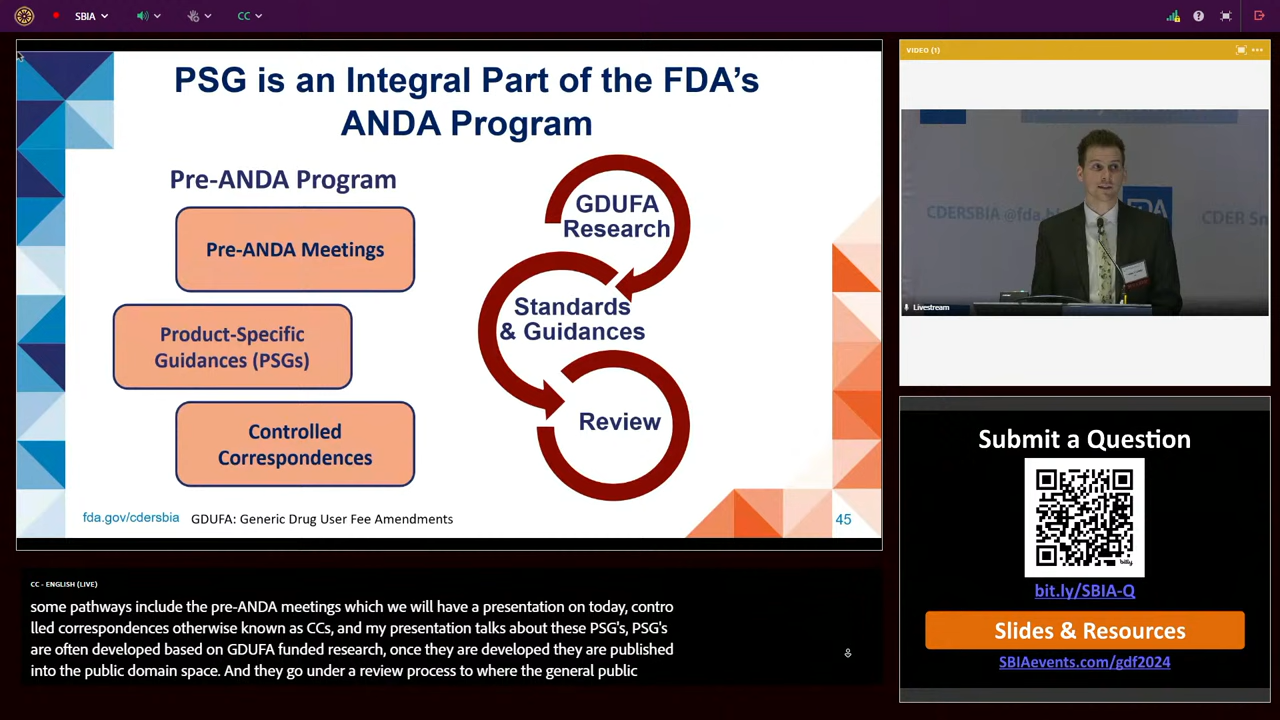 SBIA
CC
PSG is an Integral Part of the FDA’s
ANDA Program
Pre-ANDA Program
Pre-ANDA Meetings
Product-Specific
Guidances (PSGs)
Controlled
Correspondences
GDUFA
Research
Standards
& Guidances
Review
fda.gov/cdersbia
GDUFA: Generic Drug User Fee Amendments
45
CC - ENGLISH (LIVE)
some pathways include the pre-ANDA meetings which we will have a presentation on today, contro
lled correspondences otherwise known as CCs, and my presentation talks about these PSG's, PSG's
are often developed based on GDUFA funded research, once they are developed they are published
into the public domain space. And they go under a review process to where the general public
VIDEO (1)
FDA
Livestream
Submit a Question
bitly
bit.ly/SBIA-Q
Slides & Resources
SBIAevents.com/gdf2024